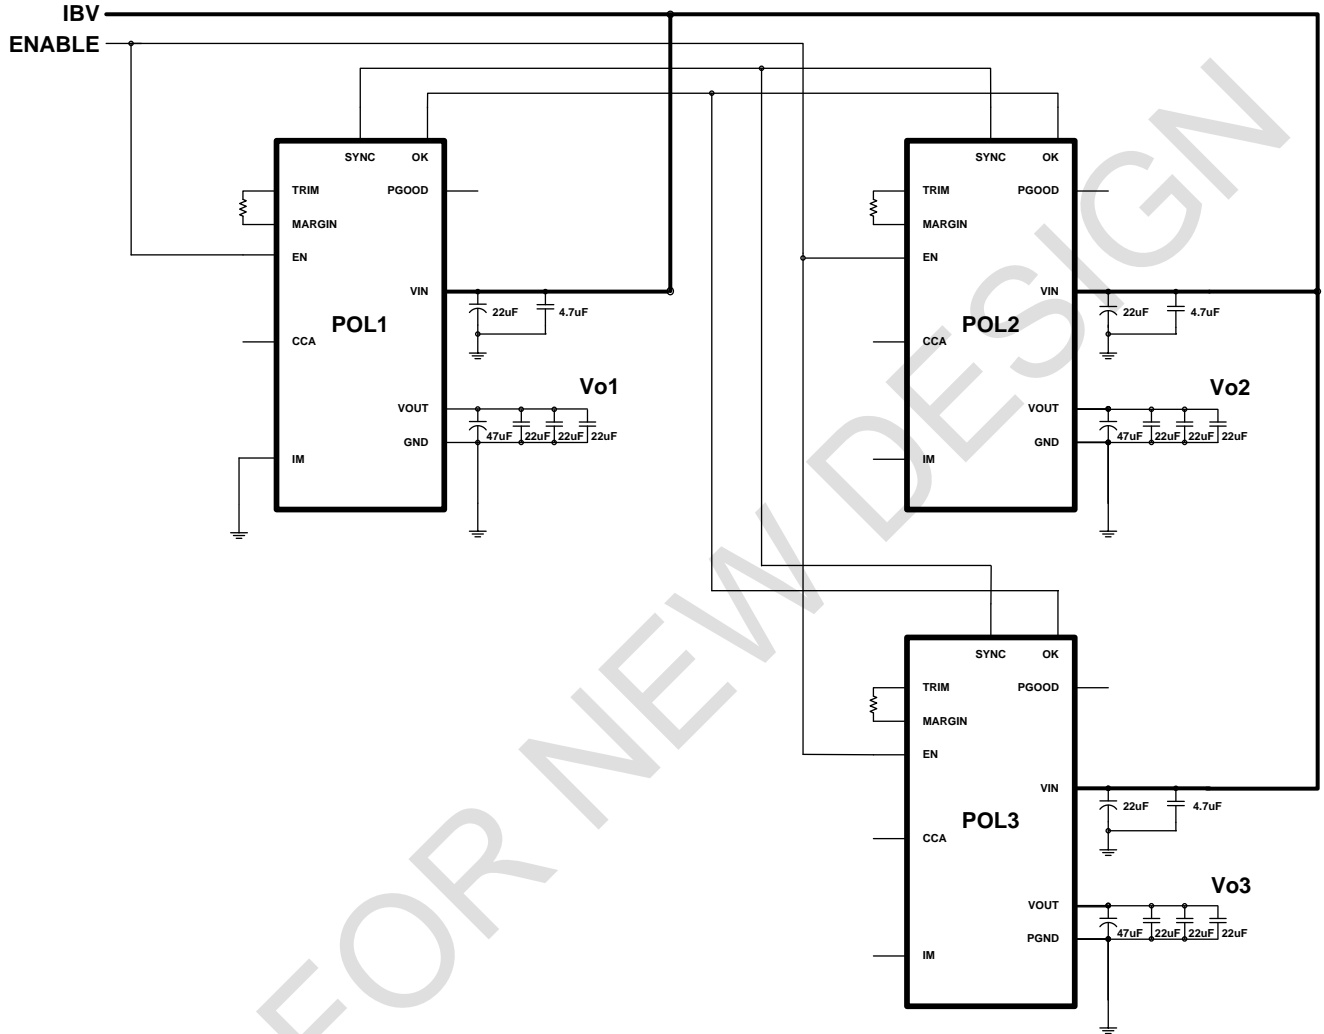 IBV
ENABLE
SYNC OK
TRIM PGOOD
MARGIN
EN
VIN
22uF 4.7uF
POL1
CCA
Vo1
VOUT
47uF 22uF 22uF 22uF
GND
IM
SYNC OK
TRIM PGOOD
MARGIN
EN
VIN
22uF 4.7uF
POL2
CCA
Vo2
VOUT
47uF 22uF 22uF 22uF
GND
IM
SYNC OK
TRIM PGOOD
MARGIN
EN
VIN
22uF 4.7uF
POL3
CCA
Vo3
VOUT
47uF 22uF 22uF 22uF
PGND
IM
FOR NEW DESIGN